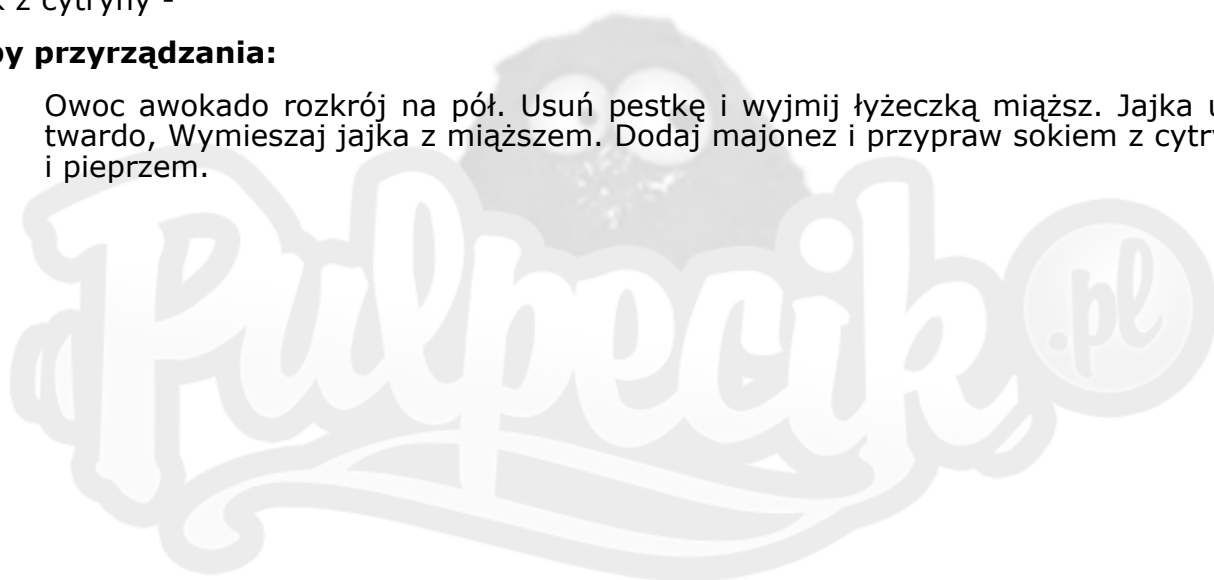 k z cytryny -
by przyrządzania:
Owoc awokado rozkrój na pół. Usuń pestkę i wyjmij łyżeczką miąższ. Jajka u
twardo, Wymieszaj jajka z miąższem. Dodaj majonez i przypraw sokiem z cytr
i pieprzem.
Pulpecik.pl